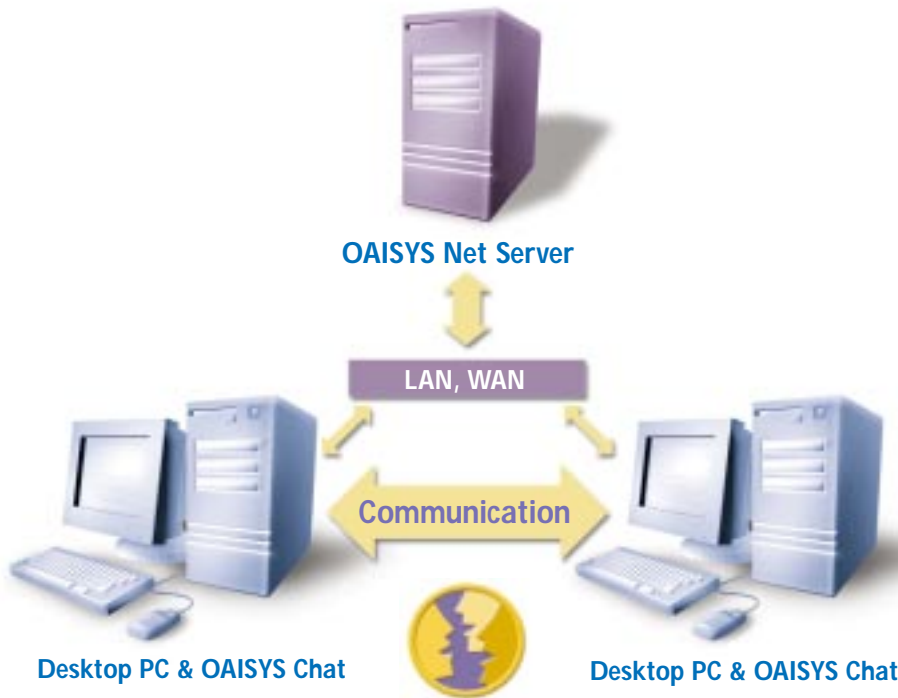 OAISYS Net Server
LAN, WAN
Communication
Desktop PC & OAISYS Chat
Desktop PC & OAISYS Chat